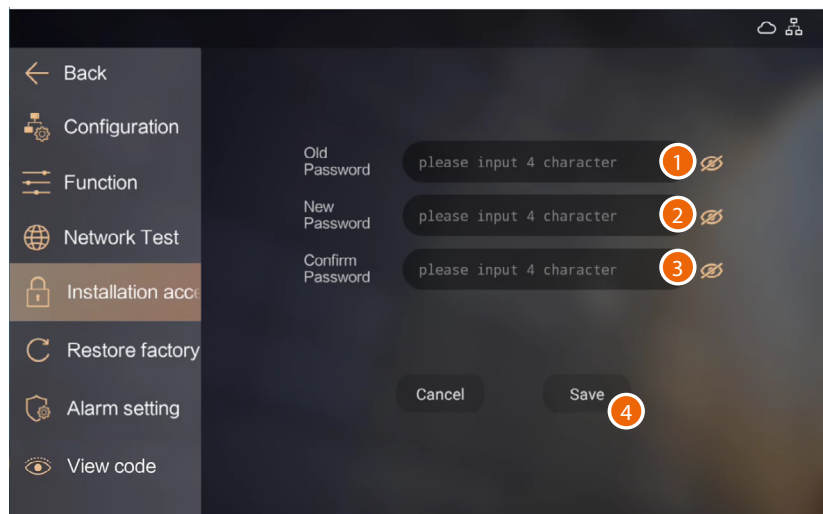 Back
Configuration
Function
Network Test
Installation acce
Restore factory
Alarm setting
View code
Old
Password
please input 4 character
1
New
Password
please input 4 character
2
Confirm
Password
please input 4 character
3
Cancel
Save
4